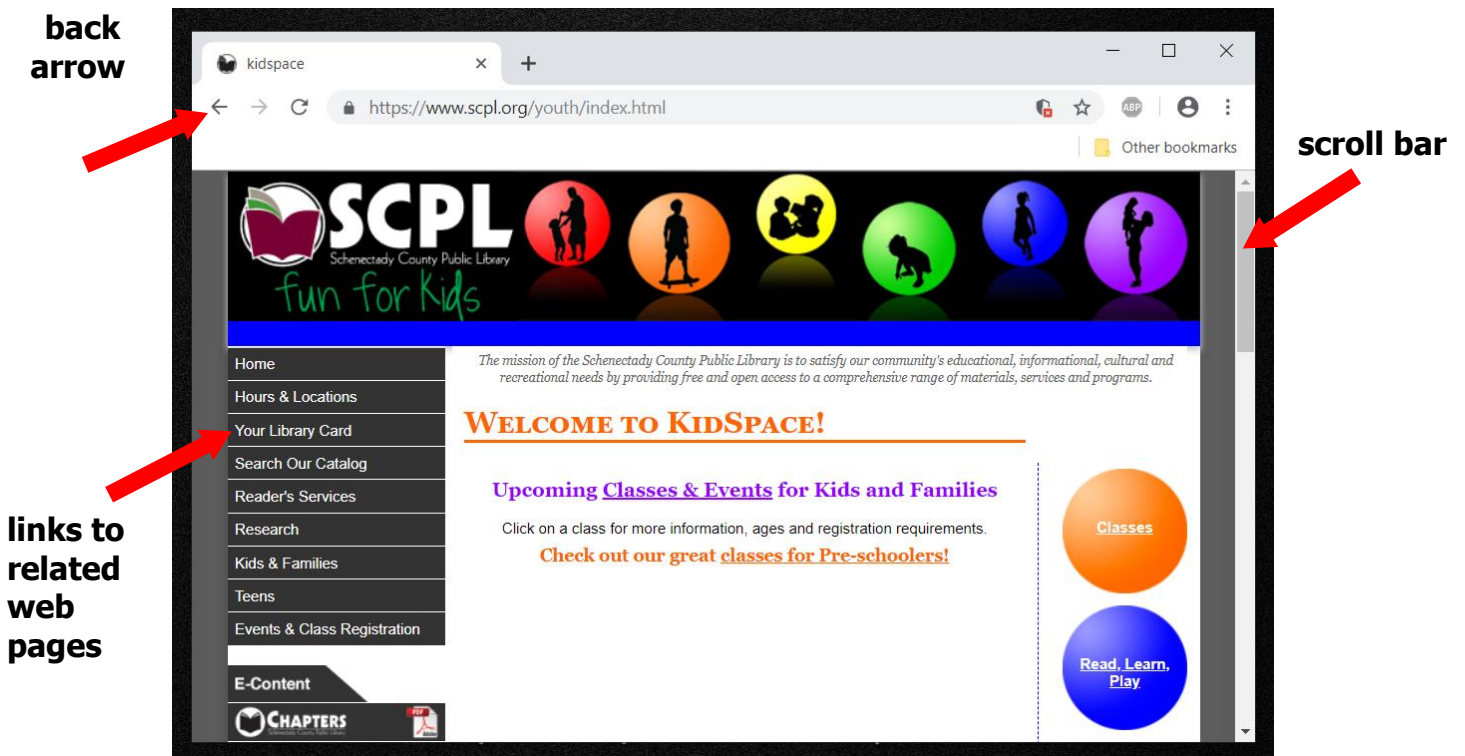 back
arrow
kidspace
https://www.scpl.org/youth/index.html
ABP
Other bookmarks
scroll bar
SCPL
Schenectady County Public Library
fun for Kids
Home
Hours & Locations
Your Library Card
Search Our Catalog
Reader's Services
Research
Kids & Families
Teens
Events & Class Registration
links to
related
web
pages
E-Content
CHAPTERS
Schenectady County Public Library
PDF
Adobe
The mission of the Schenectady County Public Library is to satisfy our community's educational, informational, cultural and
recreational needs by providing free and open access to a comprehensive range of materials, services and programs.
WELCOME TO KIDSPACE!
Upcoming Classes & Events for Kids and Families
Click on a class for more information, ages and registration requirements.
Check out our great classes for Pre-schoolers!
Classes
Read, Learn,
Play